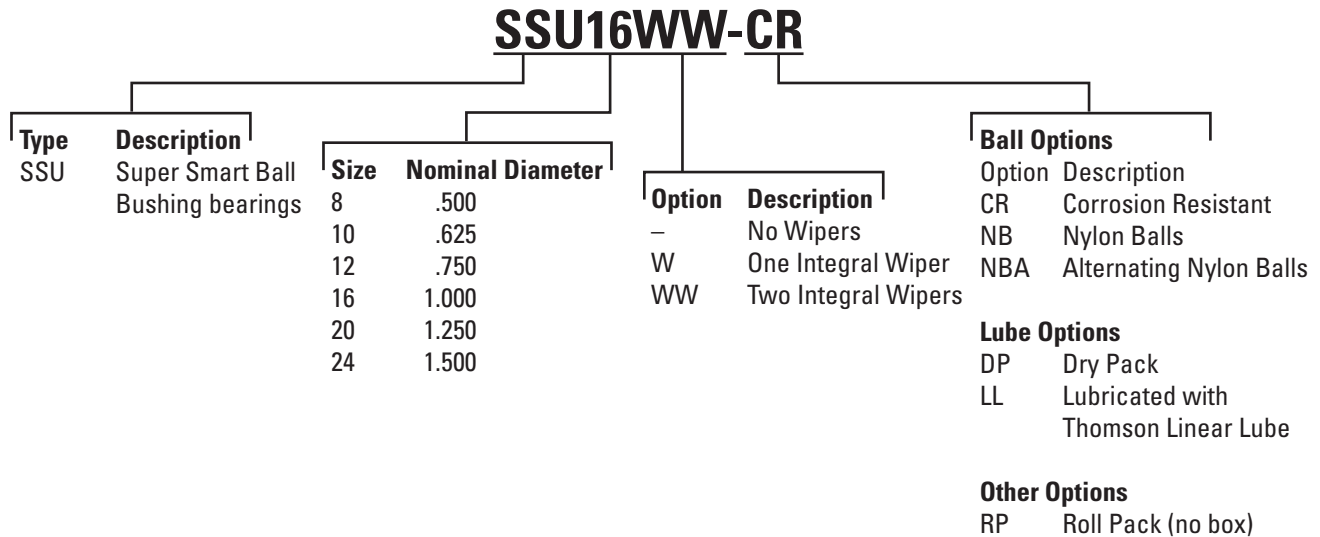 SSU16WW-CR
Type Description
SSU Super Smart Ball
Bushing bearings
Size Nominal Diameter
8 .500
10 .625
12 .750
16 1.000
20 1.250
24 1.500
Option Description
– No Wipers
W One Integral Wiper
WW Two Integral Wipers
Ball Options
Option Description
CR Corrosion Resistant
NB Nylon Balls
NBA Alternating Nylon Balls
Lube Options
DP Dry Pack
LL Lubricated with
Thomson Linear Lube
Other Options
RP Roll Pack (no box)